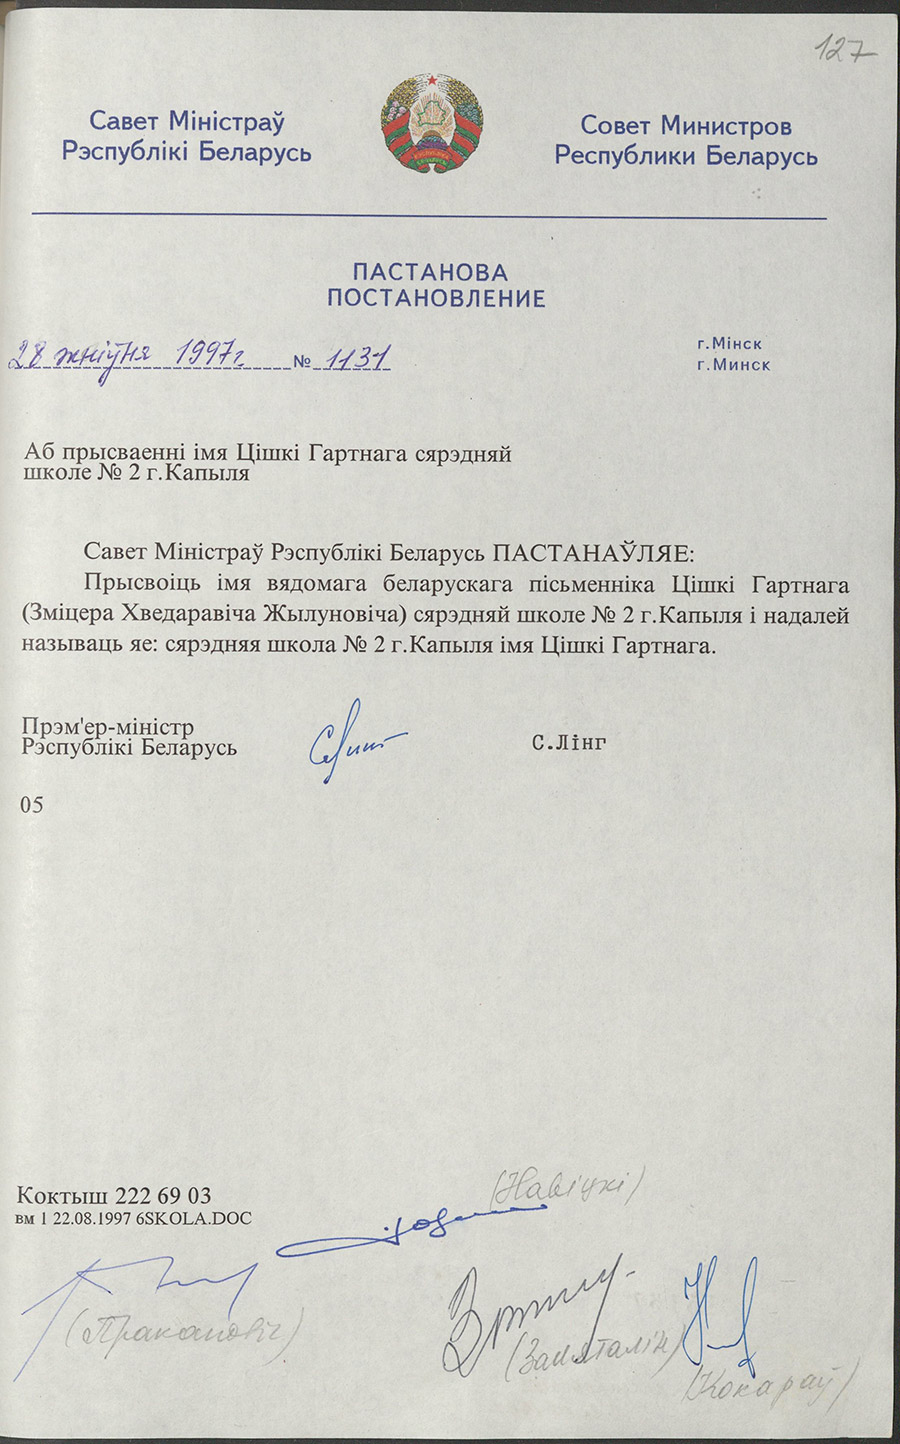 127
Савет Міністраў
Рэспублікі Беларусь
Совет Министров
Республики Беларусь
ПАСТАНОВА
ПОСТАНОВЛЕНИЕ
28 жніўня 1997г. № 1131
г.Мінск
г.Минск
Аб прысваенні імя Цішкі Гартнага сярэдняй
школе № 2 г.Капыля
Савет Міністраў Рэспублікі Беларусь ПАСТАНАЎЛЯЕ:
Прысвоіць імя вядомага беларускага пісьменніка Цішкі Гартнага
(Зміцера Хведаравіча Жылуновіча) сярэдняй школе № 2 г.Капыля і надалей
называць яе: сярэдняя школа № 2 г.Капыля імя Цішкі Гартнага.
Прэм'ер-міністр
Рэспублікі Беларусь
С.Лінг
05
(Навіцкі)
Коктыш 222 69 03
вм 1 22.08.1997 6SKOLA.DOC
(Пракаповіч)
(Замяталін)
(Кокараў)